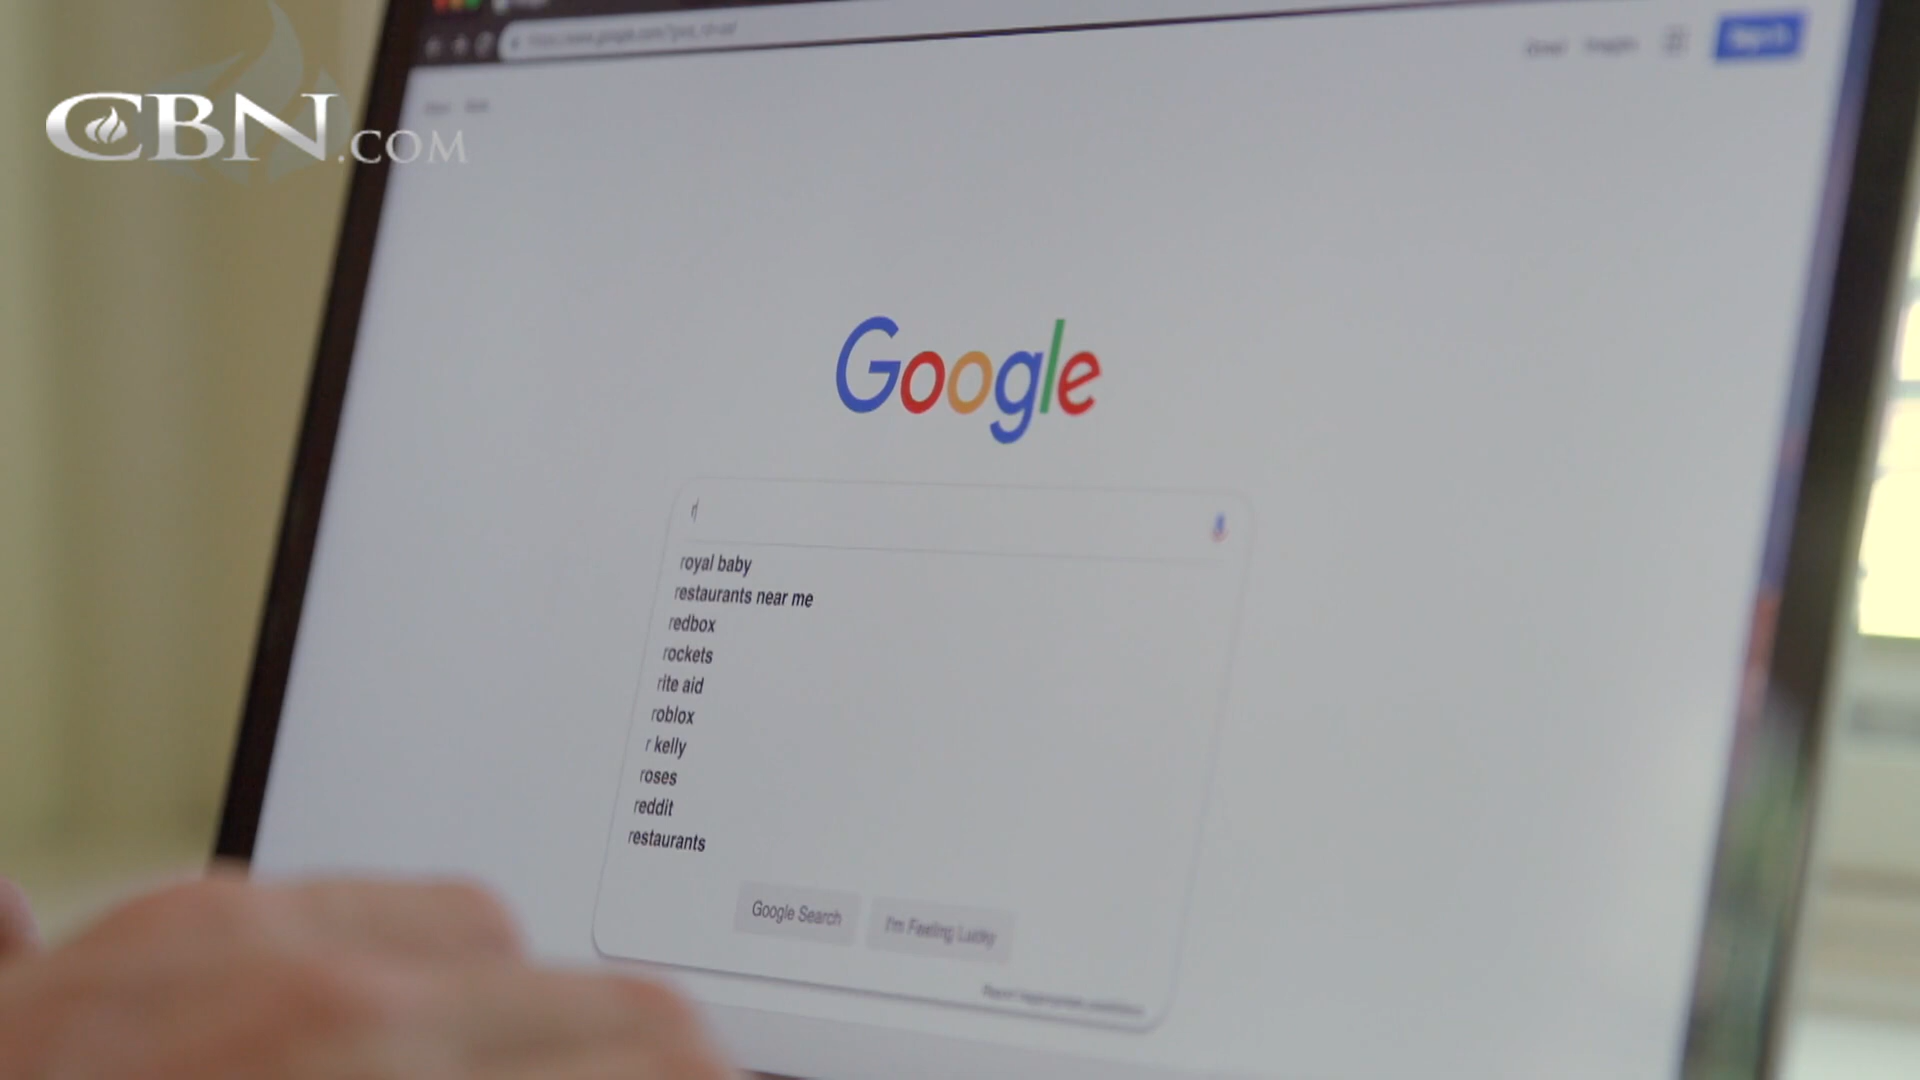 CBN.COM
Google
r
royal baby
restaurants near me
redbox
rockets
rite aid
roblox
r kelly
roses
reddit
restaurants
Google Search
I'm Feeling Lucky